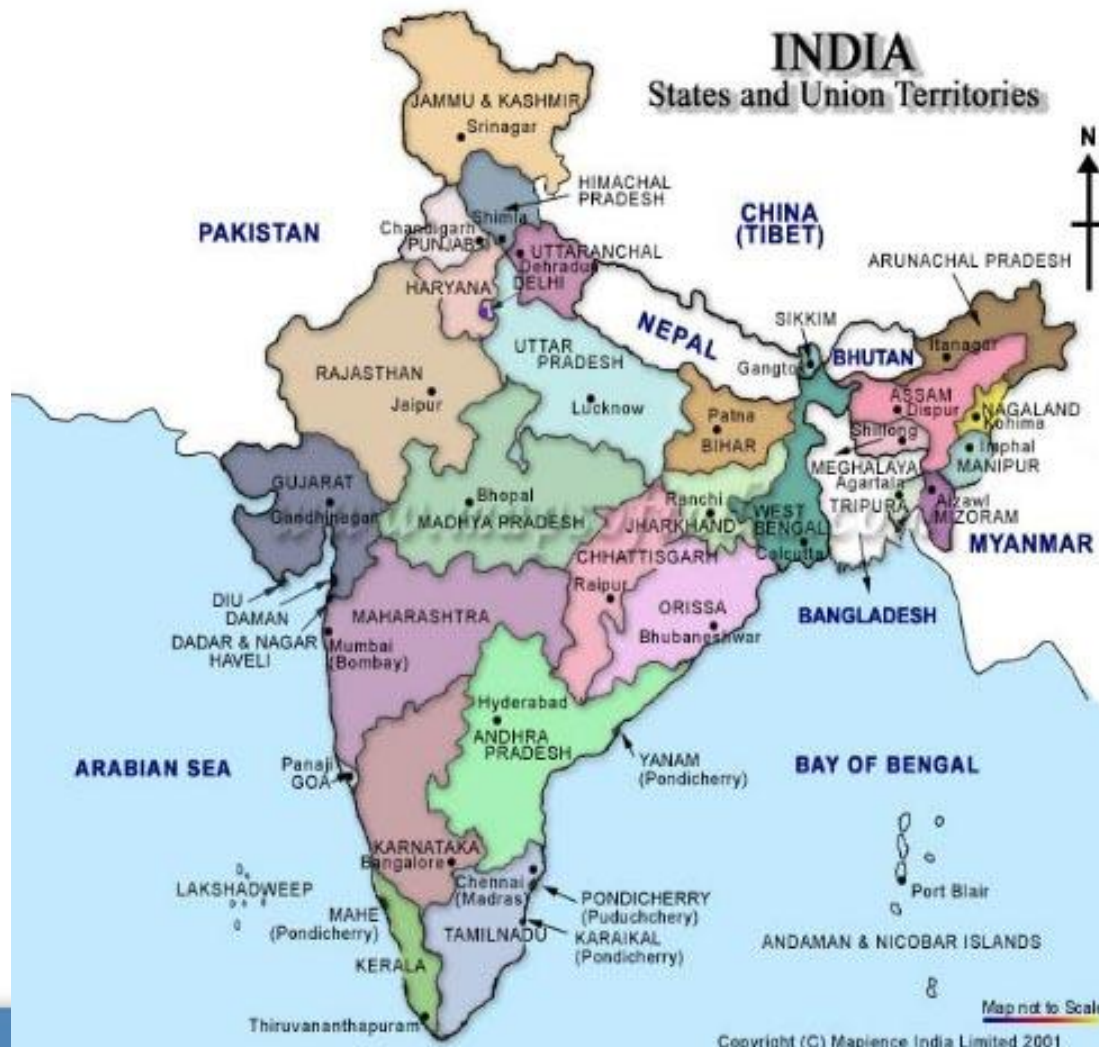 INDIA
States and Union Territories
N
JAMMU & KASHMIR
Srinagar
HIMACHAL
PRADESH
PAKISTAN
CHINA
(TIBET)
Chandigarh
Shimla
PUNJAB
UTTARANCHAL
Dehradun
DELHI
HARYANA
ARUNACHAL PRADESH
SIKKIM
NEPAL
BHUTAN
Itanagar
Gangto
UTTAR
PRADESH
RAJASTHAN
Jaipur
Lucknow
Patna
BIHAR
ASSAM
Dispur
NAGALAND
Kohima
Shillong
Imphal
MEGHALAYA
MANIPUR
Agartala
TRIPURA
Aizawl
MIZORAM
GUJARAT
Gandhinagar
Bhopal
MADHYA PRADESH
Ranchi
JHARKHAND
WEST
BENGAL
Calcutta
MYANMAR
CHHATTISGARH
Raipur
DIU
DAMAN
DADAR & NAGAR
HAVELI
MAHARASHTRA
Mumbai
(Bombay)
ORISSA
Bhubaneshwar
BANGLADESH
Hyderabad
ANDHRA
PRADESH
YANAM
(Pondicherry)
ARABIAN SEA
Panaji
GOA
BAY OF BENGAL
KARNATAKA
Bangalore
LAKSHADWEEP
Chennai
(Madras)
PONDICHERRY
(Puduchchery)
MAHE
(Pondicherry)
TAMILNADU
KARAIKAL
(Pondicherry)
KERALA
Thiruvananthapuram
Port Blair
ANDAMAN & NICOBAR ISLANDS
Map not to Scale
Copyright (C) Mapience India Limited 2001